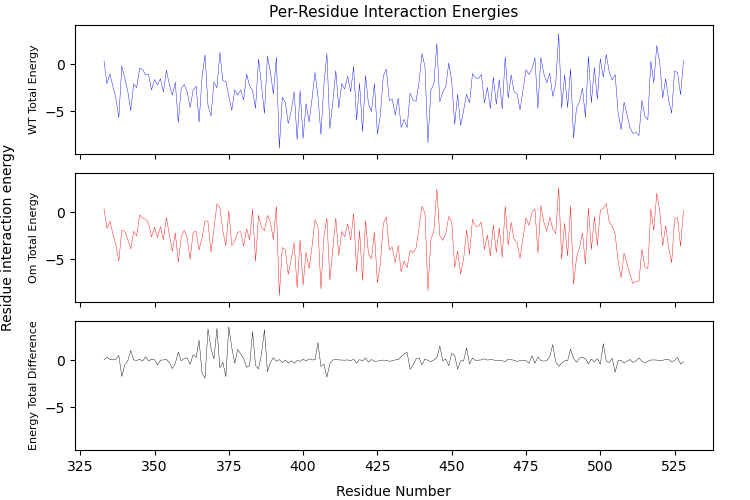 Per-Residue Interaction Energies
Residue interaction energy
WT Total Energy
0
−5
Om Total Energy
0
−5
Energy Total Difference
0
−5
325
350
375
400
425
450
475
500
525
Residue Number